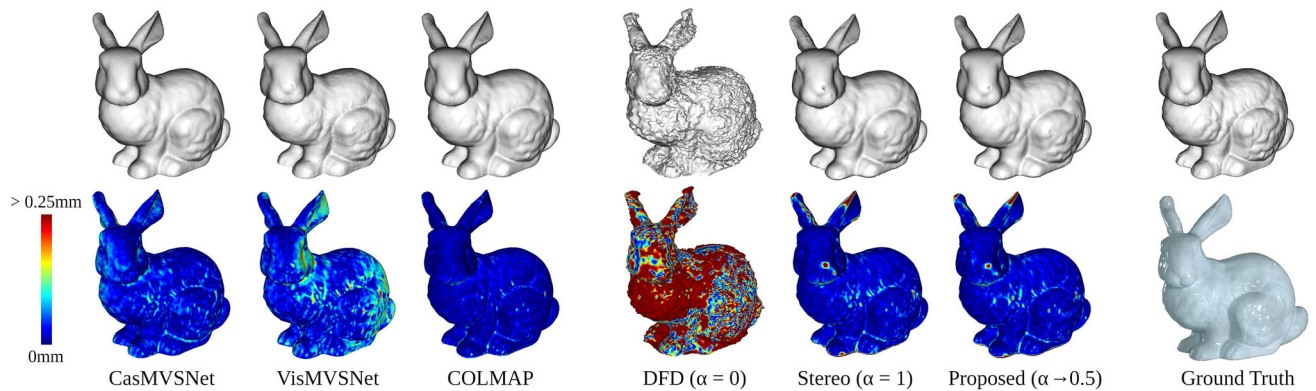 > 0.25mm
0mm
CasMVSNet
VisMVSNet
COLMAP
DFD (α = 0)
Stereo (α = 1)
Proposed (α→0.5)
Ground Truth